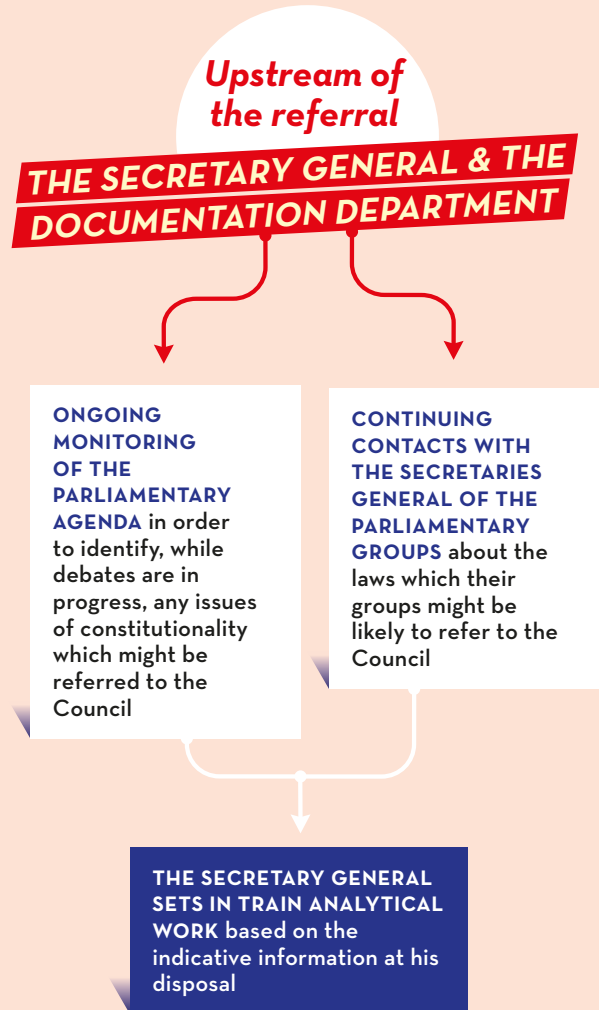 Upstream of
the referral
THE SECRETARY GENERAL & THE
DOCUMENTATION DEPARTMENT
ONGOING
MONITORING
OF THE
PARLIAMENTARY
AGENDA in order
to identify, while
debates are in
progress, any issues
of constitutionality
which might be
referred to the
Council
CONTINUING
CONTACTS WITH
THE SECRETARIES
GENERAL OF THE
PARLIAMENTARY
GROUPS about the
laws which their
groups might be
likely to refer to the
Council
THE SECRETARY GENERAL
SETS IN TRAIN ANALYTICAL
WORK based on the
indicative information at his
disposal